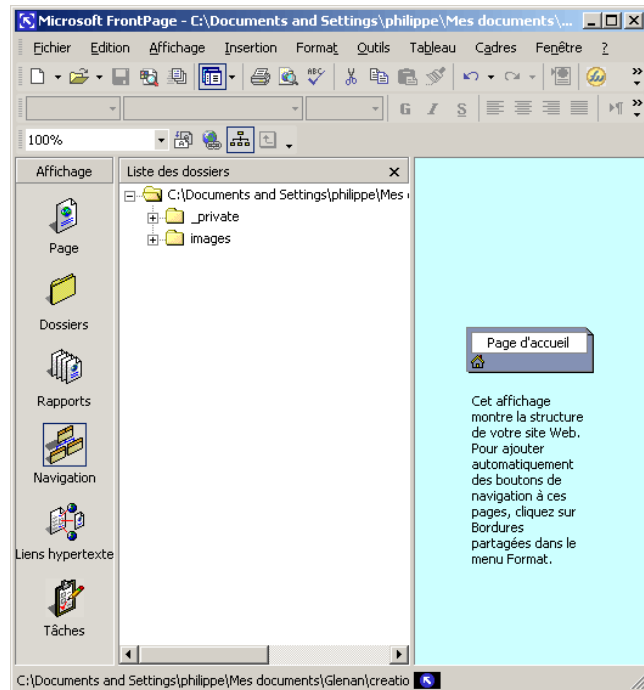 Microsoft FrontPage - C:\Documents and Settings\philippe\Mes documents\...
Fichier Edition Affichage Insertion Format Outils Tableau Cadres Fenêtre ?
ABC
G I S
100%
Affichage
Liste des dossiers
C:\Documents and Settings\philippe\Mes
_private
images
Page
Dossiers
Rapports
Navigation
Liens hypertexte
Tâches
Page d'accueil
Cet affichage
montre la structure
de votre site Web.
Pour ajouter
automatiquement
des boutons de
navigation à ces
pages, cliquez sur
Bordures
partagées dans le
menu Format.
C:\Documents and Settings\philippe\Mes documents\Glenan\creatio